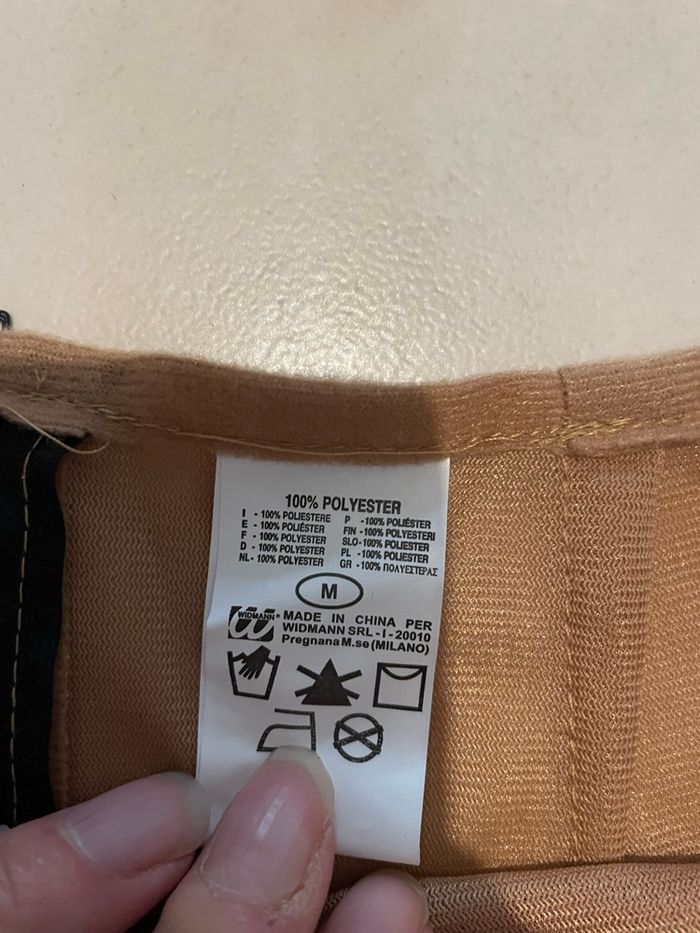 100% POLYESTER
I - 100% POLIESTERE
E - 100% POLIÉSTER
F - 100% POLYESTER
D - 100% POLYESTER
NL- 100% POLYESTER
P -100% POLIÉSTER
FIN -100% POLYESTERI
SLO-100% POLIESTER
PL -100% POLIESTER
GR -100% ΠΟΛΥΕΣΤΕΡΑΣ
M
WIDMANN®
MADE IN CHINA PER
WIDMANN SRL - I - 20010
Pregnana M.se (MILANO)